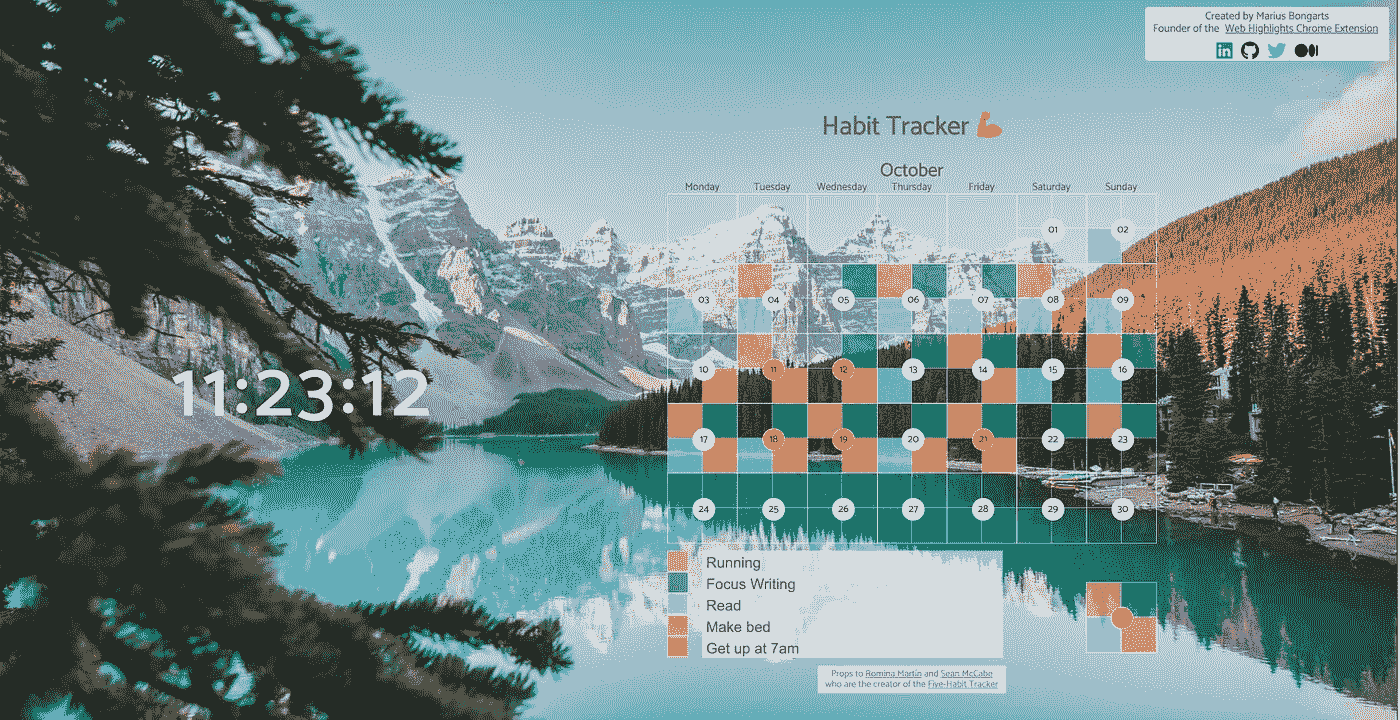 Created by Marius Bongarts
Founder of the Web Highlights Chrome Extension
Habit Tracker
October
Monday Tuesday Wednesday Thursday Friday Saturday Sunday
01 02
03 04 05 06 07 08 09
10 11 12 13 14 15 16
11:23:12
17 18 19 20 21 22 23
24 25 26 27 28 29 30
Running
Focus Writing
Read
Make bed
Get up at 7am
Props to Romina Martin and Sean McCabe
who are the creator of the Five-Habit Tracker